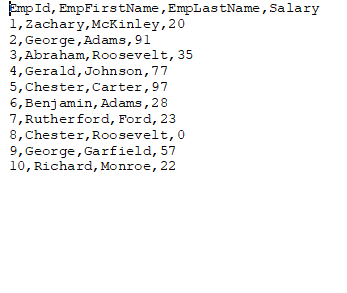 EmpId,EmpFirstName,EmpLastName,Salary
1,Zachary,McKinley,20
2,George,Adams,91
3,Abraham,Roosevelt,35
4,Gerald,Johnson,77
5,Chester,Carter,97
6,Benjamin,Adams,28
7,Rutherford,Ford,23
8,Chester,Roosevelt,0
9,George,Garfield,57
10,Richard,Monroe,22